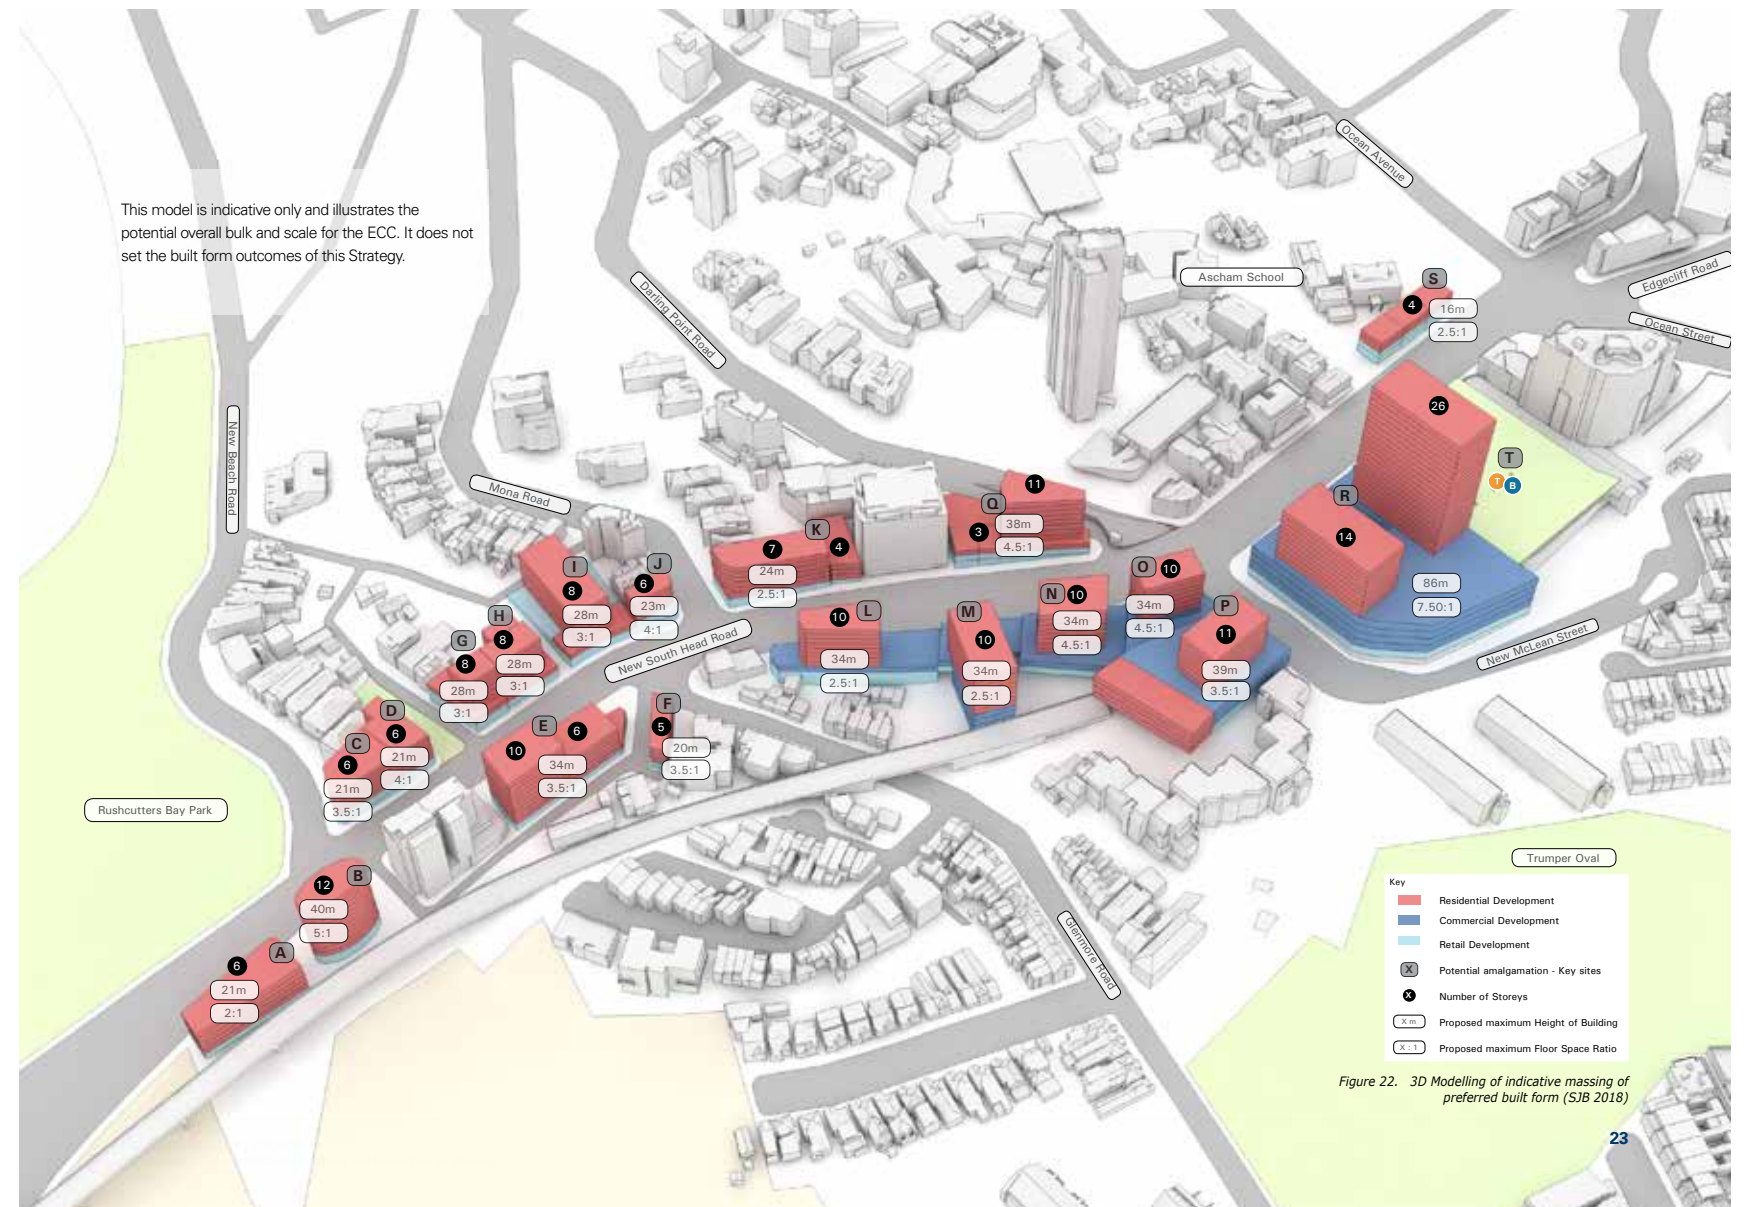 This model is indicative only and illustrates the
potential overall bulk and scale for the ECC. It does not
set the built form outcomes of this Strategy.
Ocean Avenue
Edgecliff Road
Ocean Street
Ascham School
Darling Point Road
New Beach Road
Mona Road
New South Head Road
New McLean Street
Rushcutters Bay Park
Trumper Oval
Glenmore Road
S
4
16m
2.5:1
26
T
T
B
R
14
86m
7.50:1
11
Q
3
38m
4.5:1
K
7
4
24m
2.5:1
I
8
28m
3:1
J
6
23m
4:1
O
10
34m
4.5:1
N
10
34m
4.5:1
P
11
39m
3.5:1
L
10
34m
2.5:1
M
10
34m
2.5:1
H
8
28m
3:1
G
8
28m
3:1
D
6
21m
4:1
C
6
21m
3.5:1
E
10
6
34m
3.5:1
F
5
20m
3.5:1
B
12
40m
5:1
A
6
21m
2:1
Key
Residential Development
Commercial Development
Retail Development
X
Potential amalgamation - Key sites
X
Number of Storeys
X m
Proposed maximum Height of Building
X : 1
Proposed maximum Floor Space Ratio
Figure 22. 3D Modelling of indicative massing of
preferred built form (SJB 2018)
23